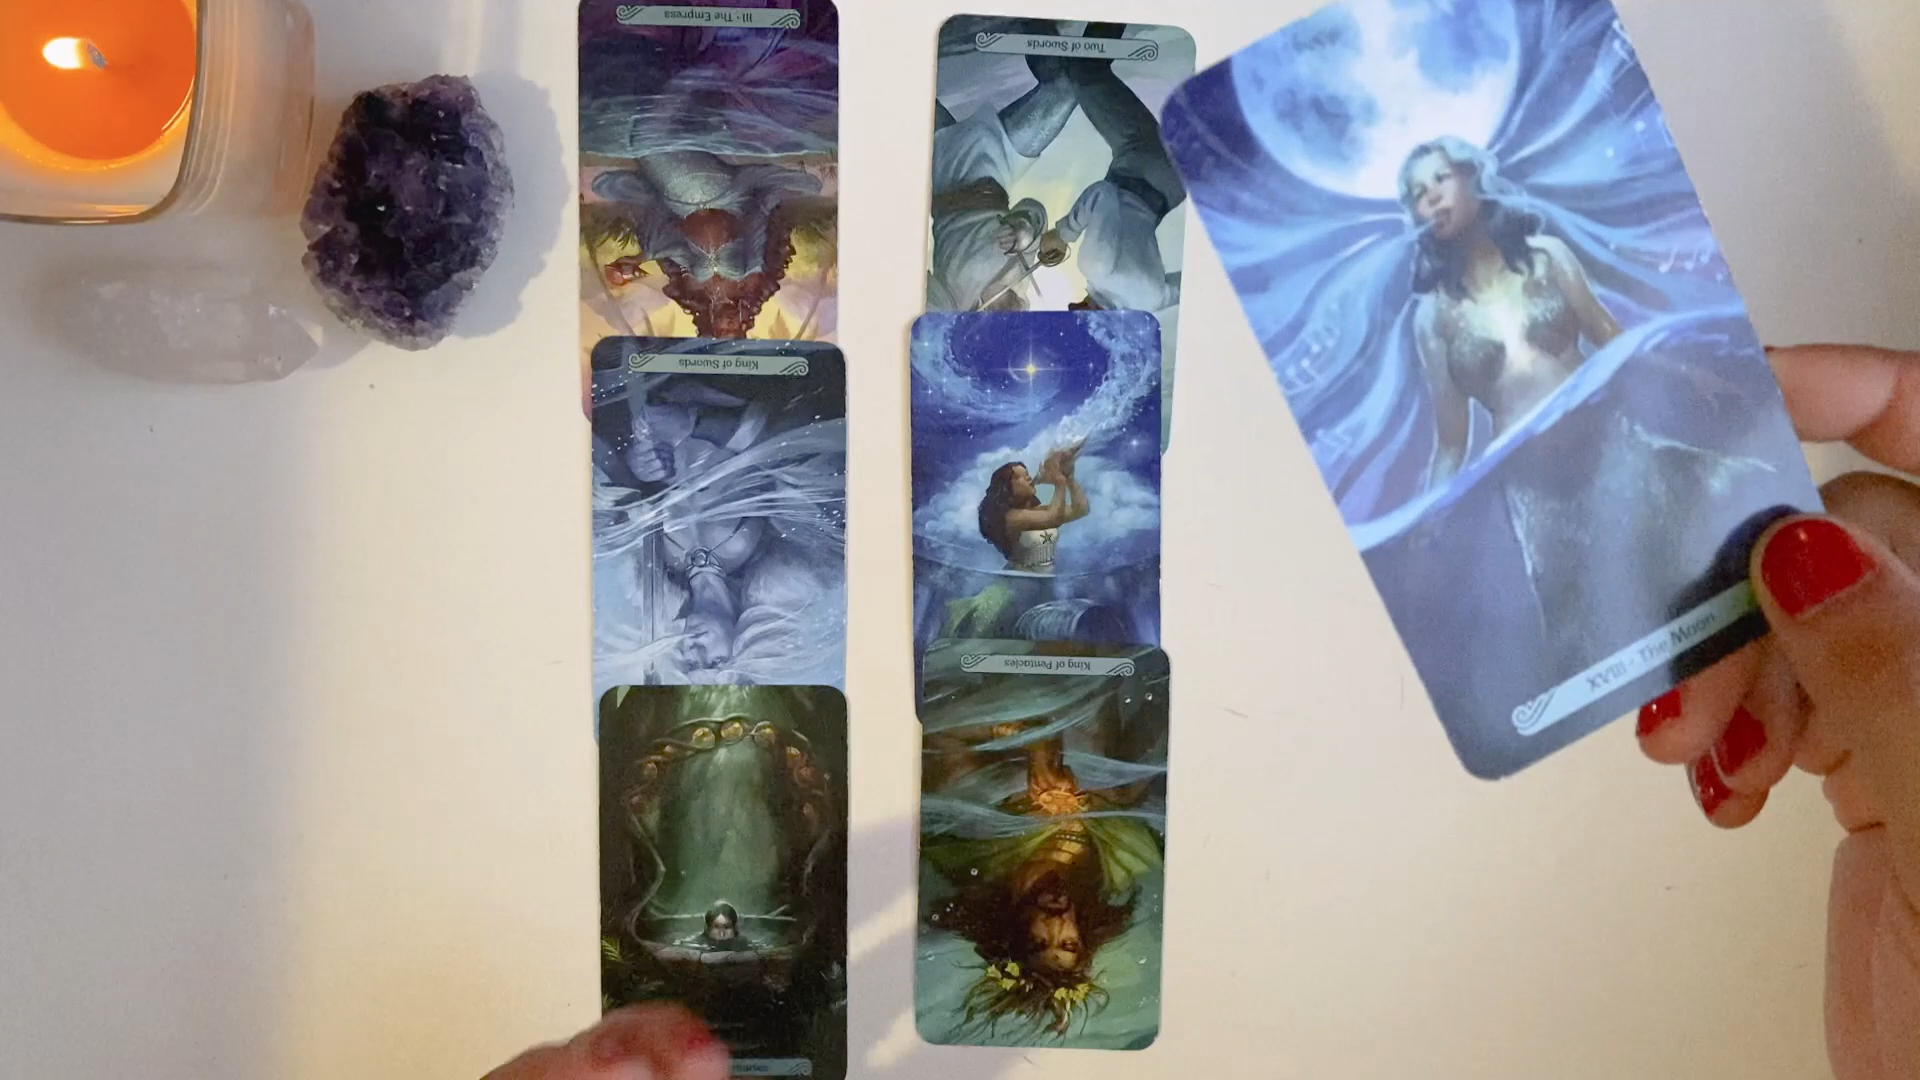 III · The Empress
Two of Swords
King of Swords
King of Pentacles
XVIII · The Moon